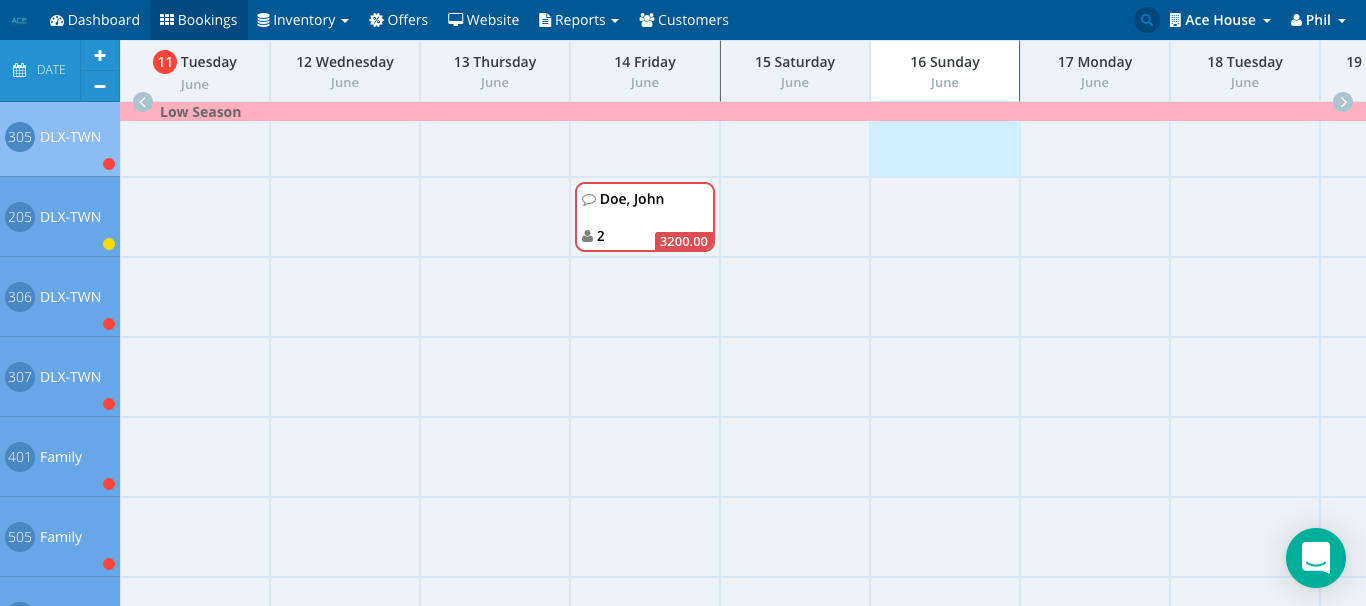 ACE Dashboard Bookings Inventory Offers Website Reports Customers Ace House Phil
DATE + −
11 Tuesday 12 Wednesday 13 Thursday 14 Friday 15 Saturday 16 Sunday 17 Monday 18 Tuesday 19
June June June June June June June June
Low Season
305 DLX-TWN
205 DLX-TWN
Doe, John
2 3200.00
306 DLX-TWN
307 DLX-TWN
401 Family
505 Family